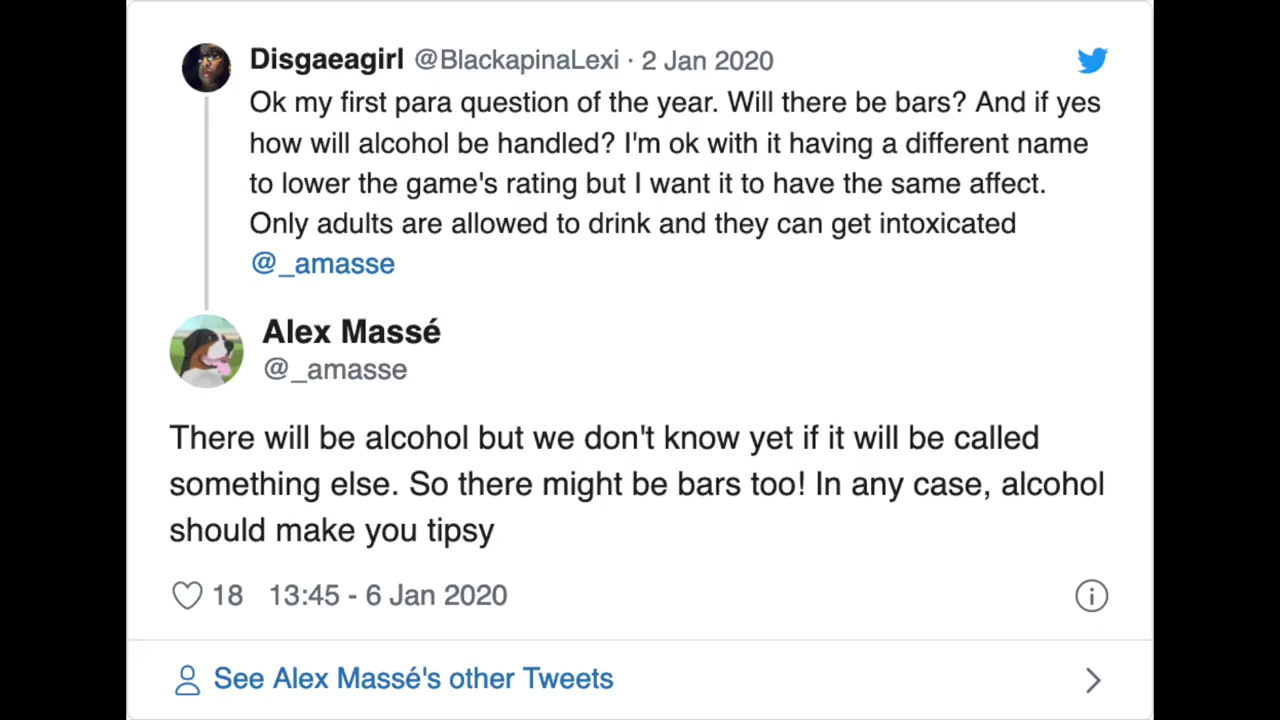 Disgaeagirl @BlackapinaLexi · 2 Jan 2020
Ok my first para question of the year. Will there be bars? And if yes
how will alcohol be handled? I'm ok with it having a different name
to lower the game's rating but I want it to have the same affect.
Only adults are allowed to drink and they can get intoxicated
@_amasse
Alex Massé
@_amasse
There will be alcohol but we don't know yet if it will be called
something else. So there might be bars too! In any case, alcohol
should make you tipsy
18 13:45 - 6 Jan 2020
See Alex Massé's other Tweets